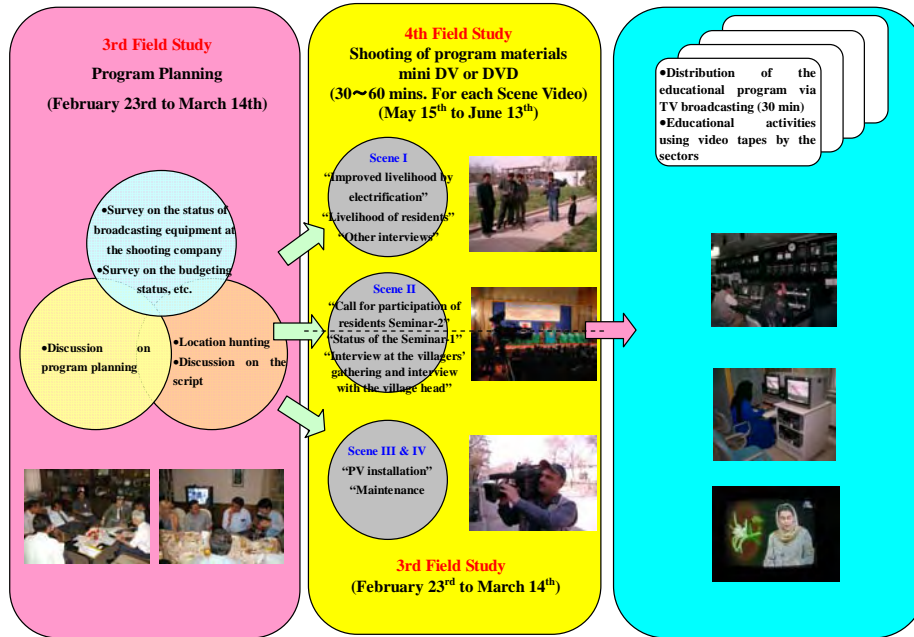 3rd Field Study
Program Planning
(February 23rd to March 14th)
•Survey on the status of
broadcasting equipment at
the shooting company
•Survey on the budgeting
status, etc.
•Discussion on
program planning
•Location hunting
•Discussion on the
script
4th Field Study
Shooting of program materials
mini DV or DVD
(30～60 mins. For each Scene Video)
(May 15th to June 13th)
Scene I
“Improved livelihood by
electrification”
“Livelihood of residents”
“Other interviews”
Scene II
“Call for participation of
residents Seminar-2”
“Status of the Seminar-1”
“Interview at the villagers’
gathering and interview
with the village head”
Scene III & IV
“PV installation”
“Maintenance
3rd Field Study
(February 23rd to March 14th)
•Distribution of the
educational program via
TV broadcasting (30 min)
•Educational activities
using video tapes by the
sectors